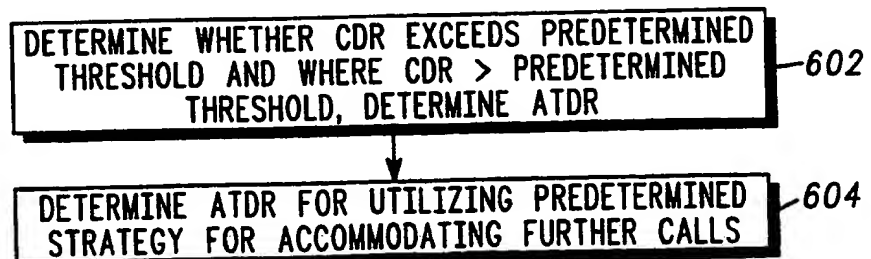 DETERMINE WHETHER CDR EXCEEDS PREDETERMINED
THRESHOLD AND WHERE CDR > PREDETERMINED
THRESHOLD, DETERMINE ATDR
602
DETERMINE ATDR FOR UTILIZING PREDETERMINED
STRATEGY FOR ACCOMMODATING FURTHER CALLS
604